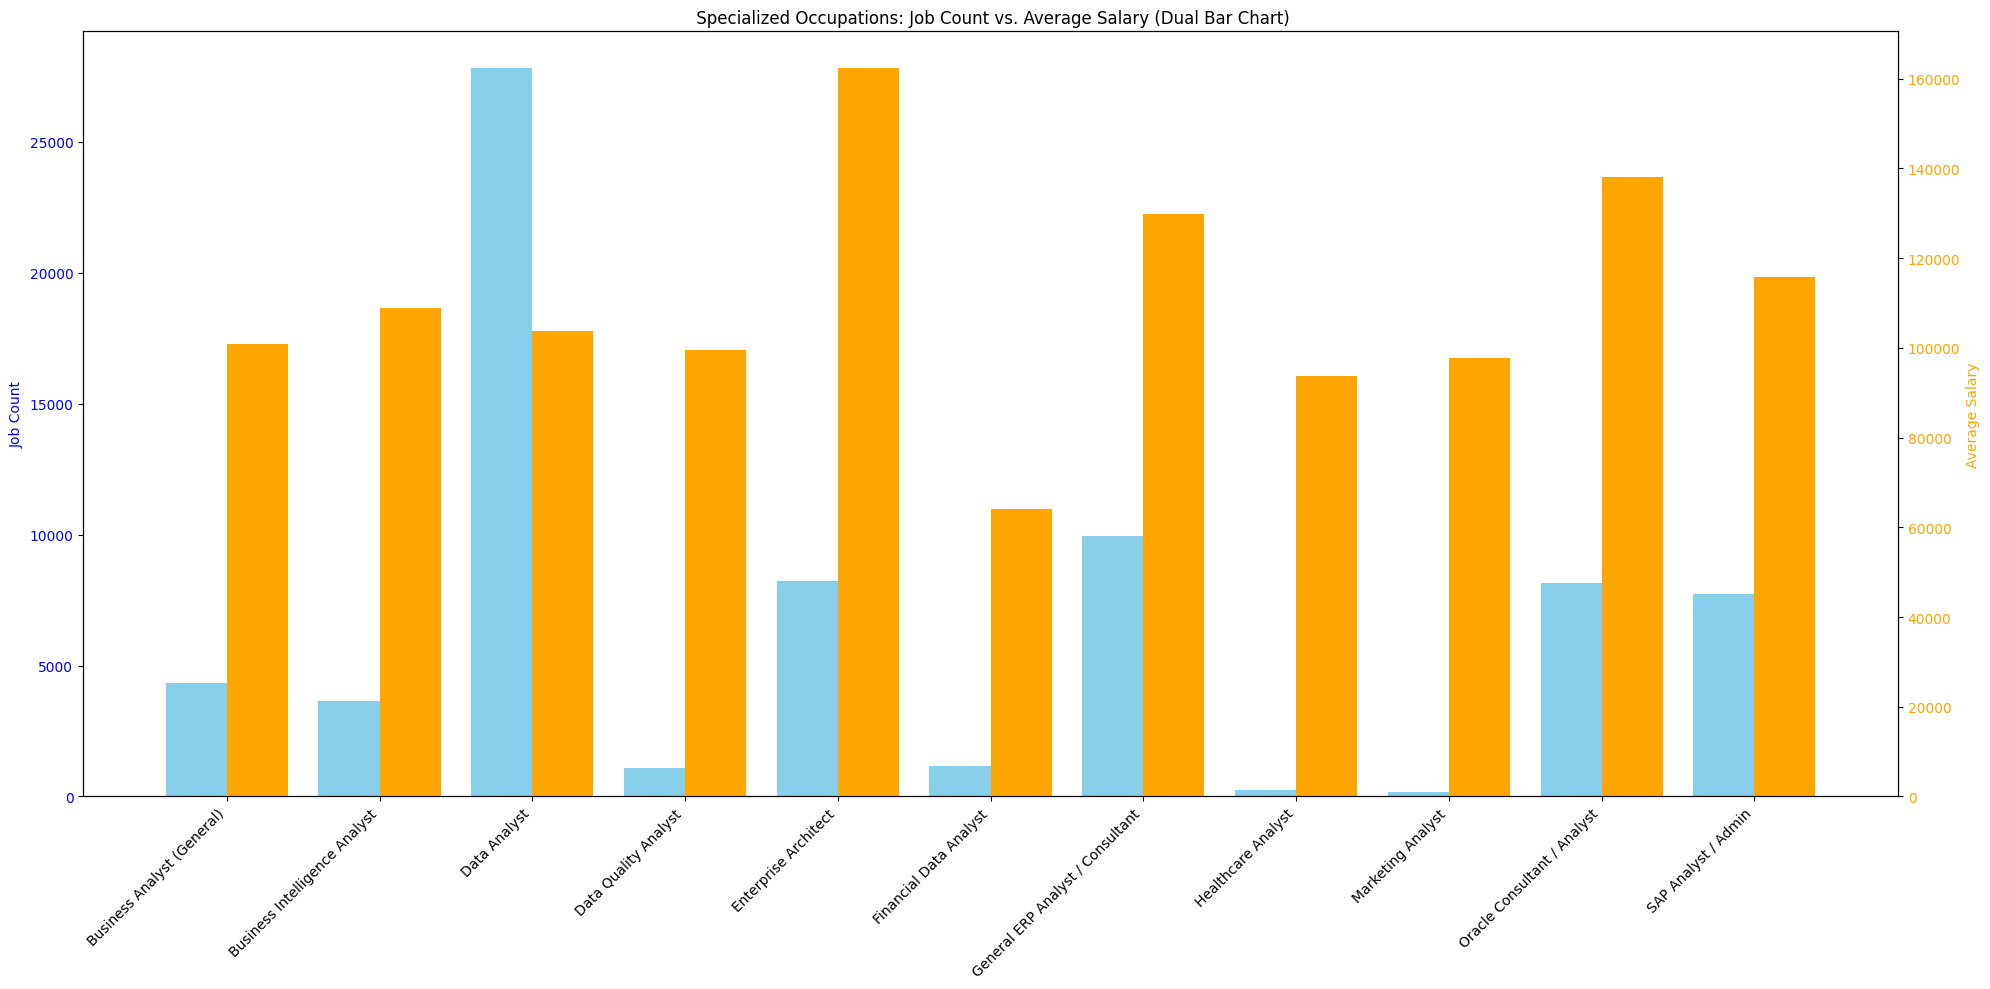 Specialized Occupations: Job Count vs. Average Salary (Dual Bar Chart)
Job Count
25000
20000
15000
10000
5000
0
160000
140000
120000
100000
80000
60000
40000
20000
0
Average Salary
Business Analyst (General)
Business Intelligence Analyst
Data Analyst
Data Quality Analyst
Enterprise Architect
Financial Data Analyst
General ERP Analyst / Consultant
Healthcare Analyst
Marketing Analyst
Oracle Consultant / Analyst
SAP Analyst / Admin